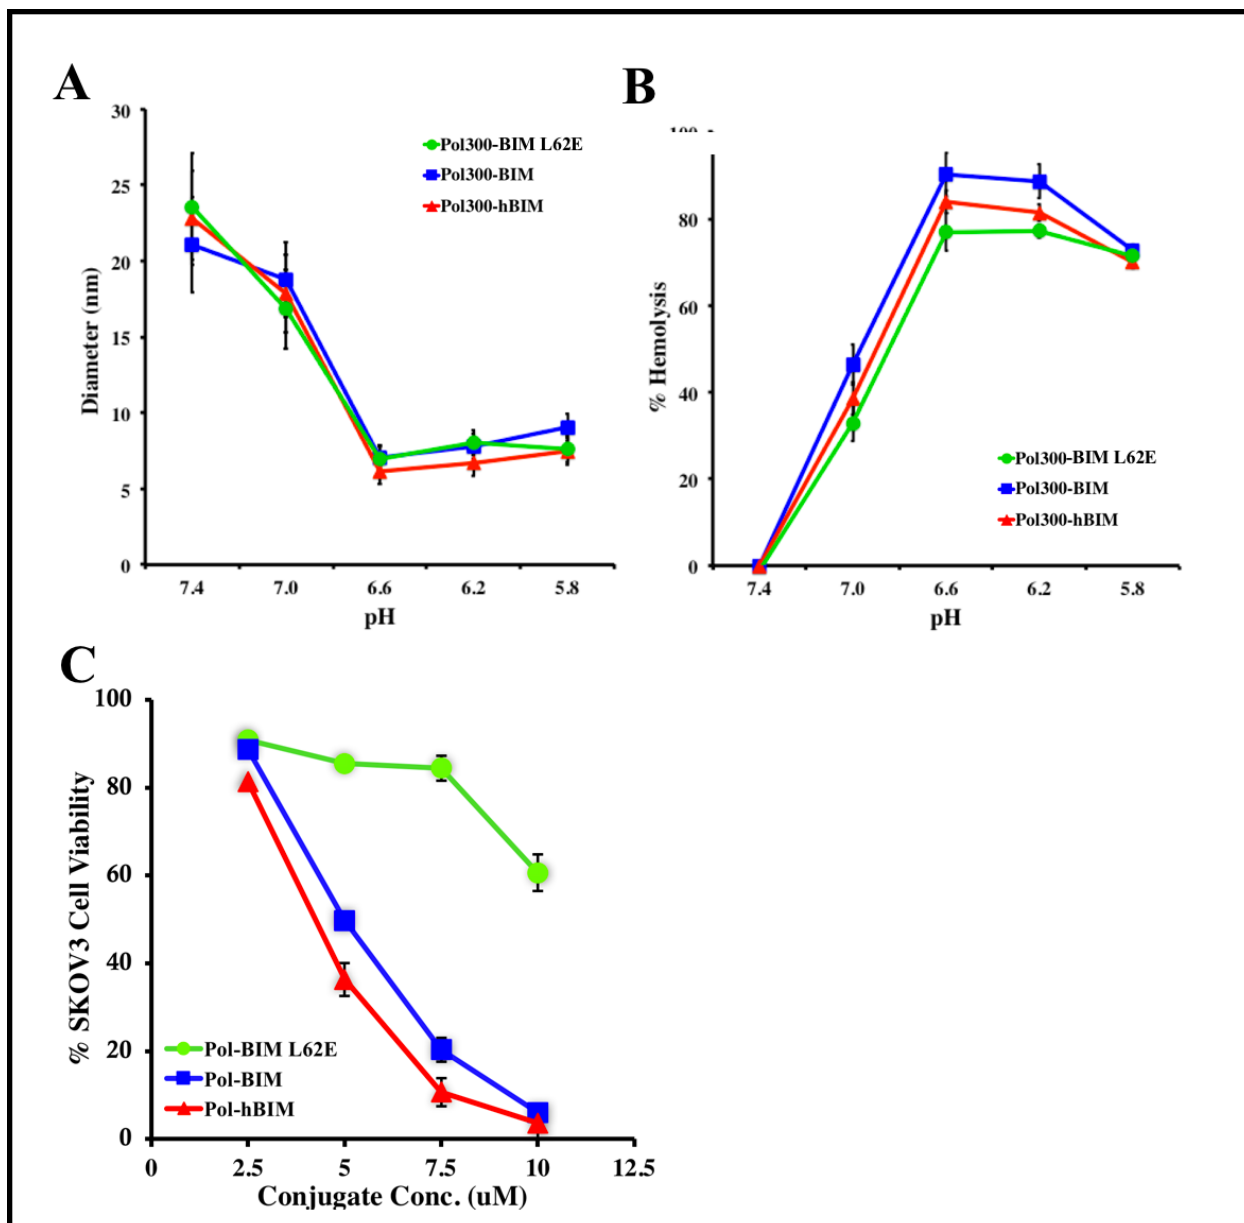 A
30
25
20
15
10
5
0
Diameter (nm)
7.4 7.0 6.6 6.2 5.8
pH
Pol300-BIM L62E
Pol300-BIM
Pol300-hBIM
B
80
60
40
20
0
% Hemolysis
7.4 7.0 6.6 6.2 5.8
pH
Pol300-BIM L62E
Pol300-BIM
Pol300-hBIM
C
100
80
60
40
20
0
% SKOV3 Cell Viability
Pol-BIM L62E
Pol-BIM
Pol-hBIM
0 2.5 5 7.5 10 12.5
Conjugate Conc. (uM)